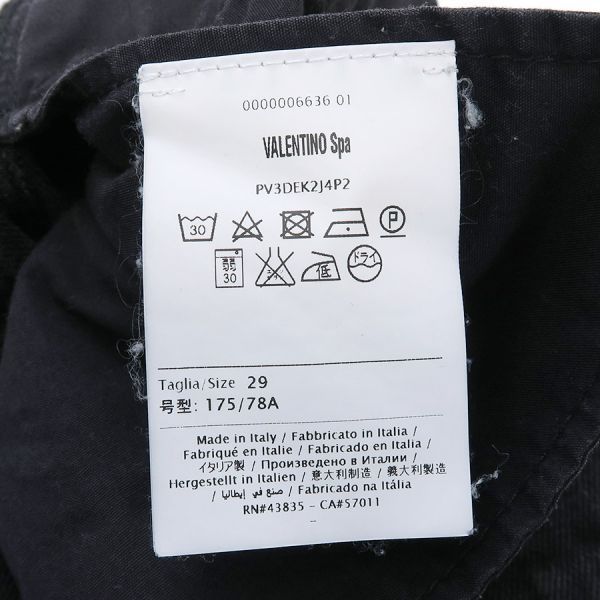 0000006636 01
VALENTINO Spa
PV3DEK2J4P2
30 P
弱 30 低 ドライ
Taglia/Size 29
号型: 175/78A
Made in Italy / Fabbricato in Italia /
Fabriqué en Italie / Fabricado en Italia /
イタリア製 / Произведено в Италии /
Hergestellt in Italien / 意大利制造 / 義大利製造
/ صنع في إيطاليا / Fabricado na Itália
RN#43835 - CA#57011